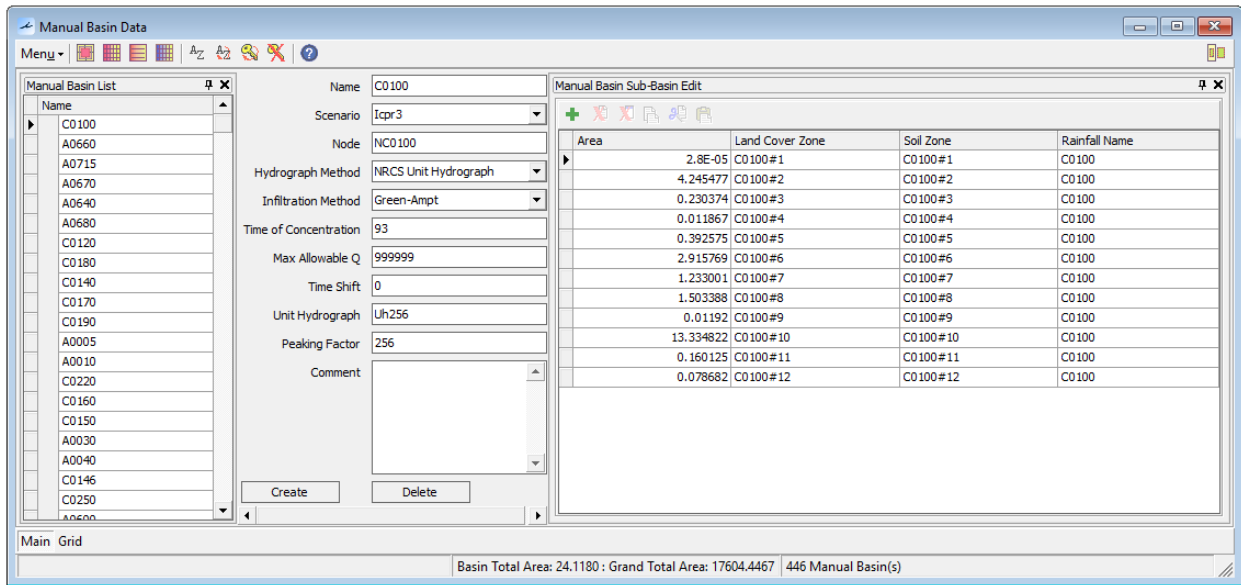 Manual Basin Data
Menu
Manual Basin List
Name
C0100
A0660
A0715
A0670
A0640
A0680
C0120
C0180
C0140
C0170
C0190
A0005
A0010
C0220
C0160
C0150
A0030
A0040
C0146
C0250
A0600
Name C0100
Scenario Icpr3
Node NC0100
Hydrograph Method NRCS Unit Hydrograph
Infiltration Method Green-Ampt
Time of Concentration 93
Max Allowable Q 999999
Time Shift 0
Unit Hydrograph Uh256
Peaking Factor 256
Comment
Create Delete
Manual Basin Sub-Basin Edit
Area Land Cover Zone Soil Zone Rainfall Name
2.8E-05 C0100#1 C0100#1 C0100
4.245477 C0100#2 C0100#2 C0100
0.230374 C0100#3 C0100#3 C0100
0.011867 C0100#4 C0100#4 C0100
0.392575 C0100#5 C0100#5 C0100
2.915769 C0100#6 C0100#6 C0100
1.233001 C0100#7 C0100#7 C0100
1.503388 C0100#8 C0100#8 C0100
0.01192 C0100#9 C0100#9 C0100
13.334822 C0100#10 C0100#10 C0100
0.160125 C0100#11 C0100#11 C0100
0.078682 C0100#12 C0100#12 C0100
Main Grid
Basin Total Area: 24.1180 : Grand Total Area: 17604.4467 446 Manual Basin(s)